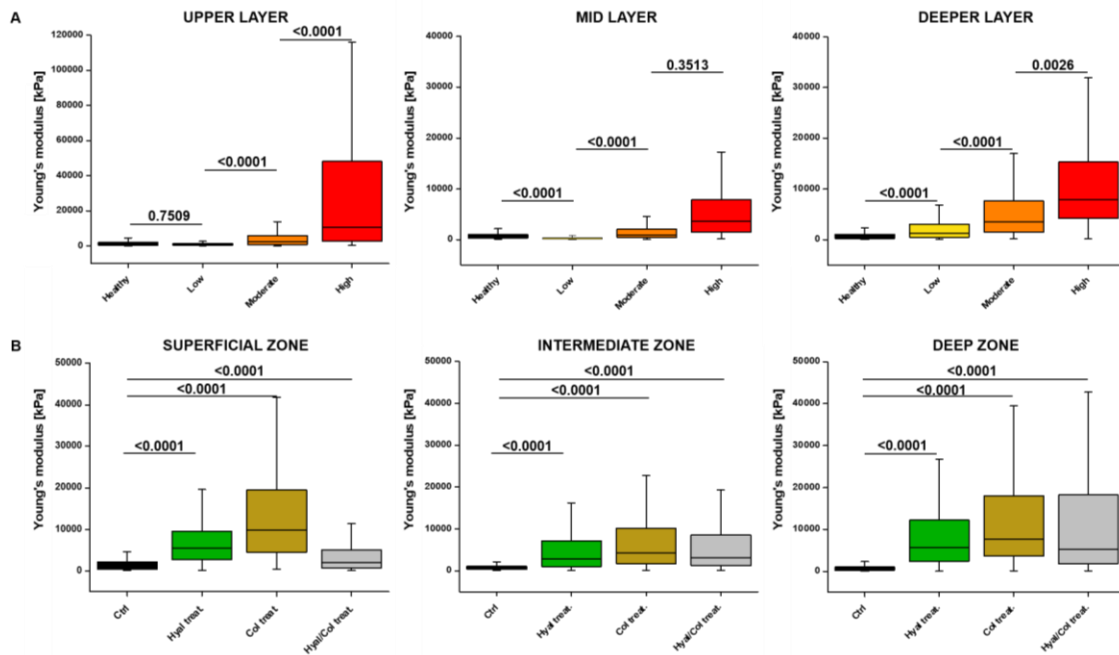 A
UPPER LAYER
MID LAYER
DEEPER LAYER
Young's modulus [kPa]
120000
100000
80000
60000
40000
20000
0
<0.0001
<0.0001
0.7509
Healthy
Low
Moderate
High
Young's modulus [kPa]
40000
30000
20000
10000
0
0.3513
<0.0001
<0.0001
Healthy
Low
Moderate
High
Young's modulus [kPa]
40000
30000
20000
10000
0
0.0026
<0.0001
<0.0001
Healthy
Low
Moderate
High
B
SUPERFICIAL ZONE
INTERMEDIATE ZONE
DEEP ZONE
Young's modulus [kPa]
50000
40000
30000
20000
10000
0
<0.0001
<0.0001
<0.0001
Ctrl
Hyal treat.
Col treat.
Hyal/Col treat.
Young's modulus [kPa]
50000
40000
30000
20000
10000
0
<0.0001
<0.0001
<0.0001
Ctrl
Hyal treat.
Col treat.
Hyal/Col treat.
Young's modulus [kPa]
50000
40000
30000
20000
10000
0
<0.0001
<0.0001
<0.0001
Ctrl
Hyal treat.
Col treat.
Hyal/Col treat.